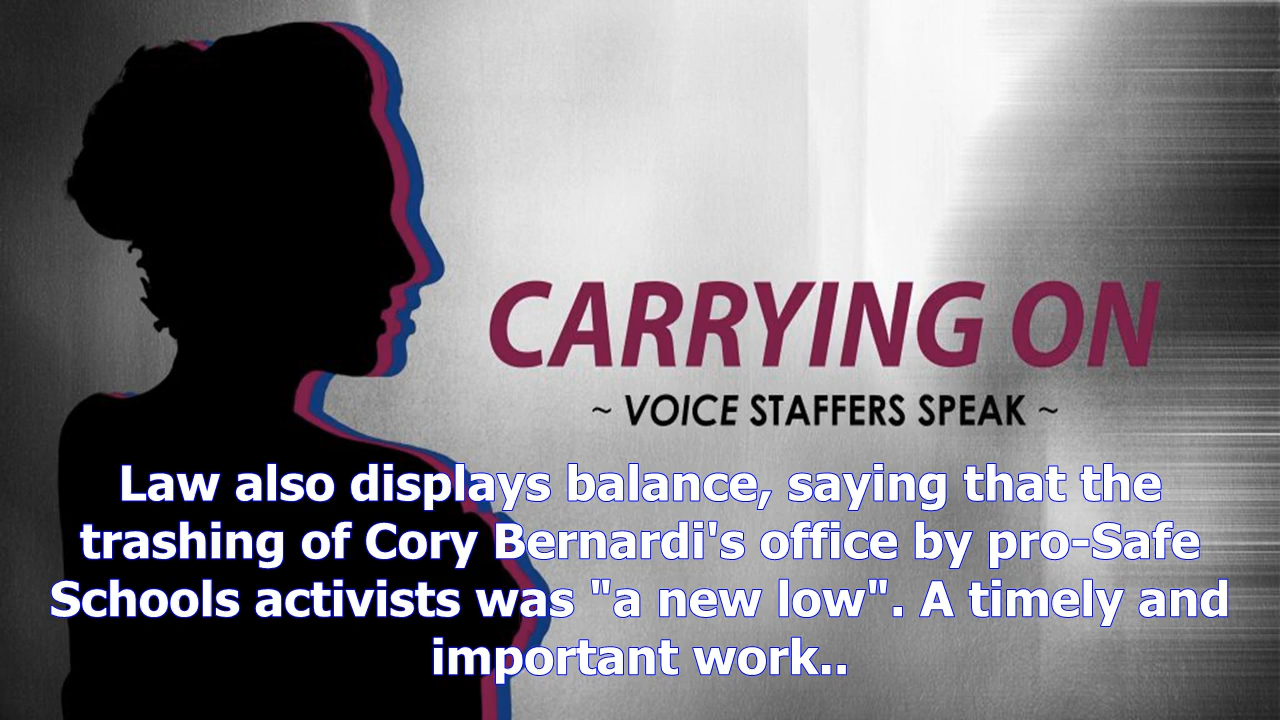 CARRYING ON
~ VOICE STAFFERS SPEAK ~
Law also displays balance, saying that the
trashing of Cory Bernardi's office by pro-Safe
Schools activists was "a new low". A timely and
important work..